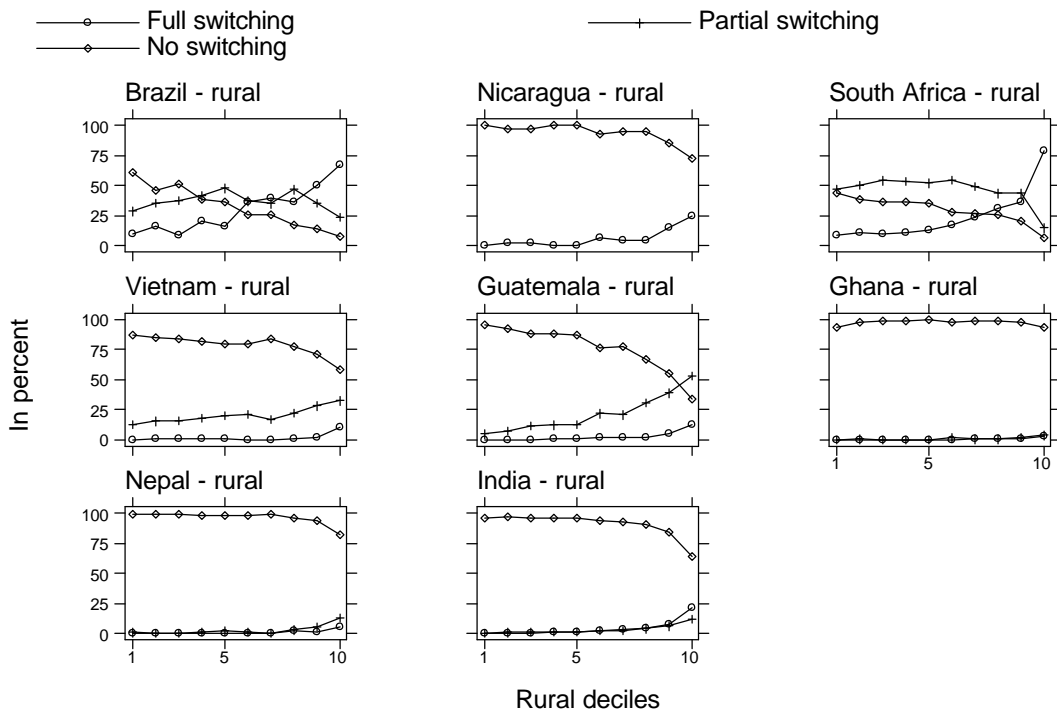 Full switching
Partial switching
No switching
Brazil - rural
Nicaragua - rural
South Africa - rural
100
75
50
25
0
Vietnam - rural
Guatemala - rural
Ghana - rural
100
75
50
25
0
1 5 10
Nepal - rural
India - rural
100
75
50
25
0
1 5 10
1 5 10
In percent
Rural deciles